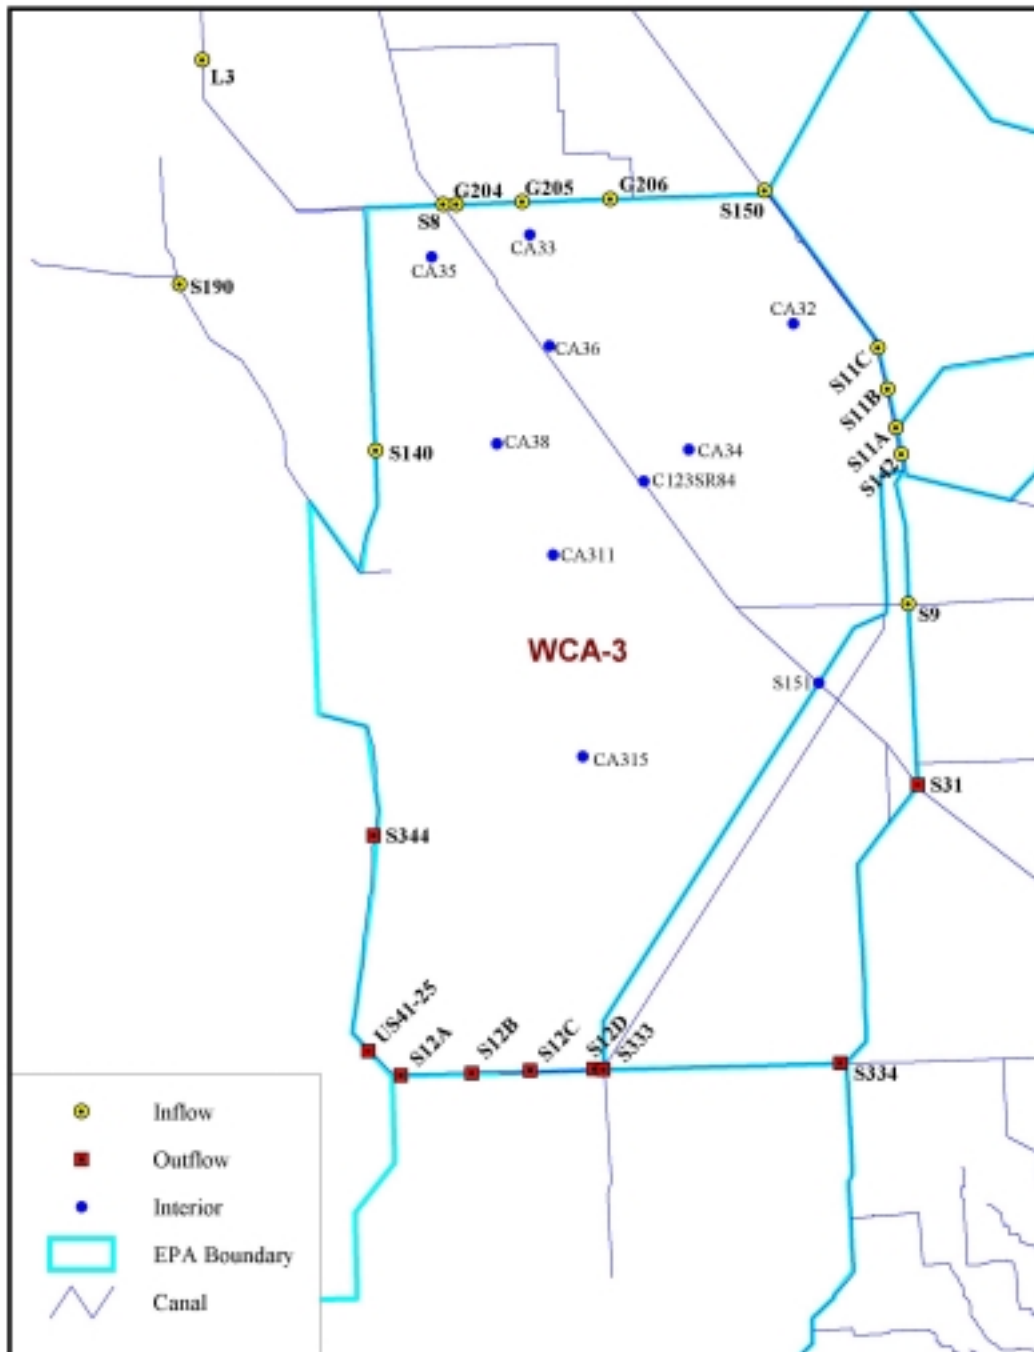 L3
G204
G205
G206
S8
S150
CA33
CA35
S190
CA32
CA36
S11C
S11B
CA38
CA34
S11A
S140
S142
C123SR84
CA311
S9
WCA-3
S151
CA315
S31
S344
US41-25
S12A
S12B
S12C
S12D
S333
S334
Inflow
Outflow
Interior
EPA Boundary
Canal